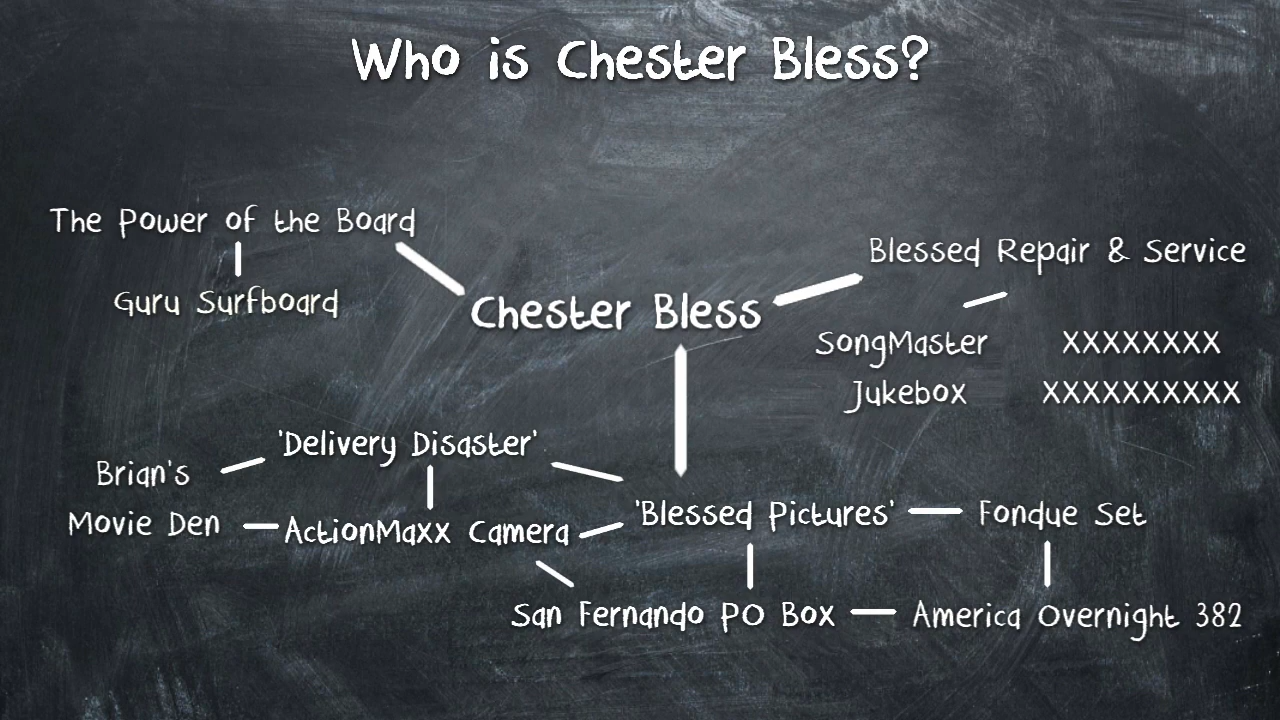 Who is Chester Bless?
The Power of the Board
Guru Surfboard
Chester Bless
Blessed Repair & Service
SongMaster
Jukebox
XXXXXXXX
XXXXXXXXXX
'Delivery Disaster'
Brian's
Movie Den
ActionMaxx Camera
'Blessed Pictures'
Fondue Set
San Fernando PO Box
America Overnight 382